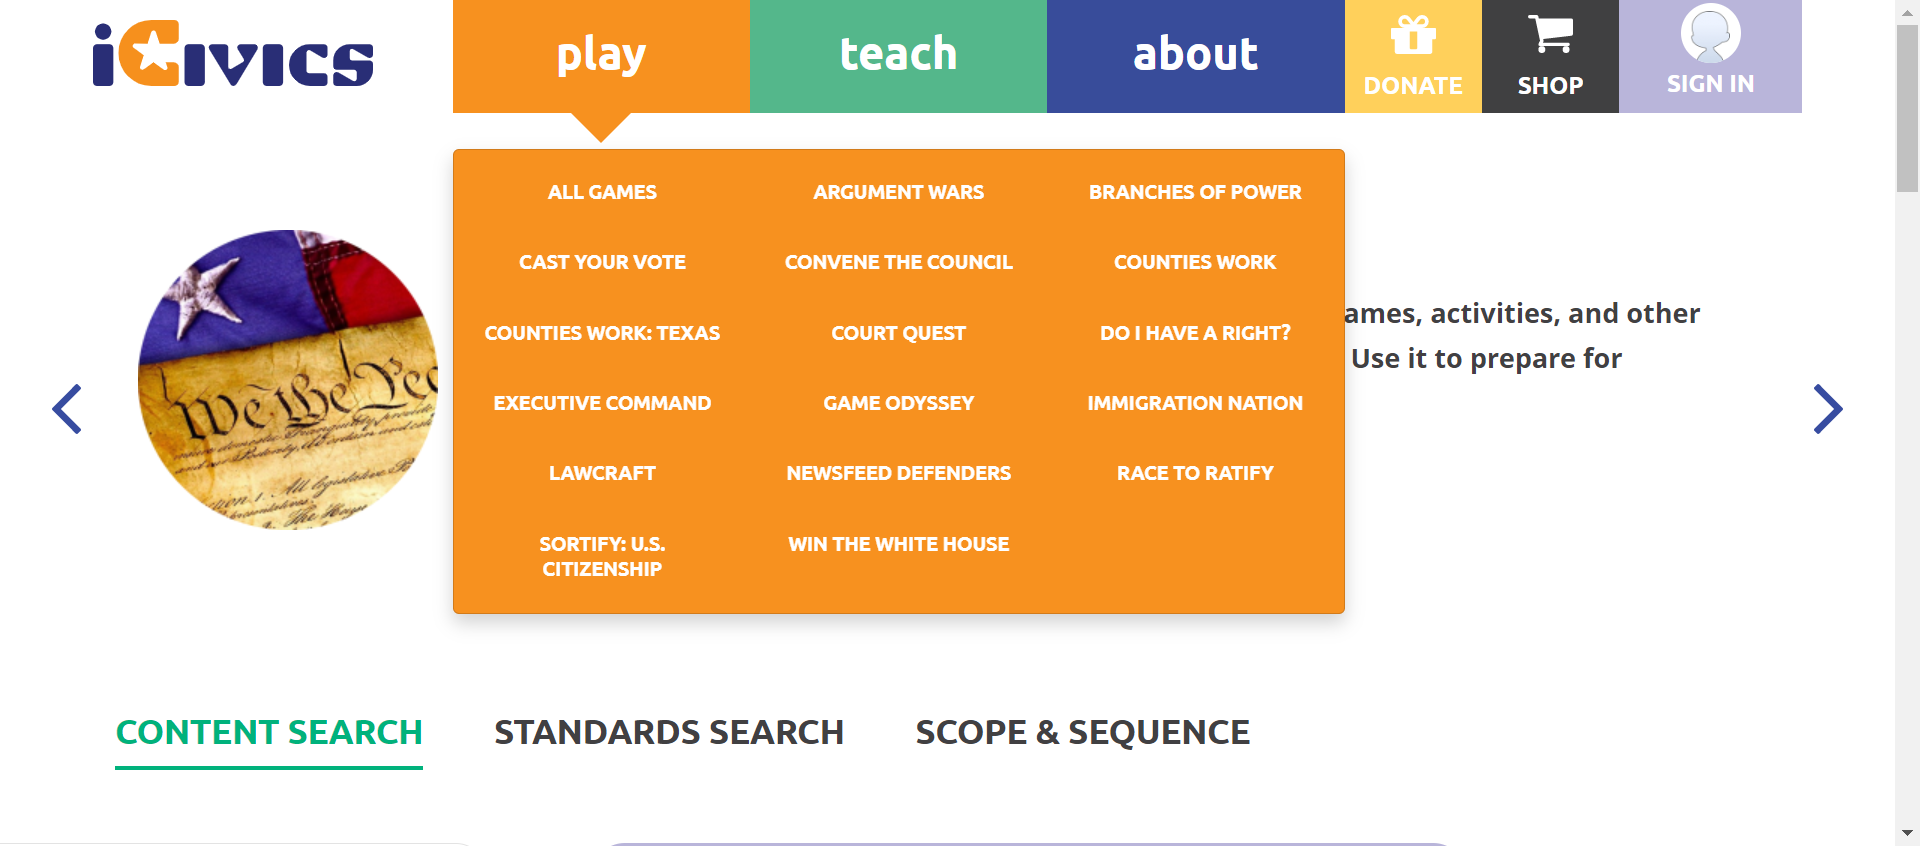 iCivics
play
teach
about
DONATE
SHOP
SIGN IN
ALL GAMES
ARGUMENT WARS
BRANCHES OF POWER
CAST YOUR VOTE
CONVENE THE COUNCIL
COUNTIES WORK
COUNTIES WORK: TEXAS
COURT QUEST
DO I HAVE A RIGHT?
EXECUTIVE COMMAND
GAME ODYSSEY
IMMIGRATION NATION
LAWCRAFT
NEWSFEED DEFENDERS
RACE TO RATIFY
SORTIFY: U.S.
CITIZENSHIP
WIN THE WHITE HOUSE
ames, activities, and other
Use it to prepare for
We the Peo
CONTENT SEARCH
STANDARDS SEARCH
SCOPE & SEQUENCE